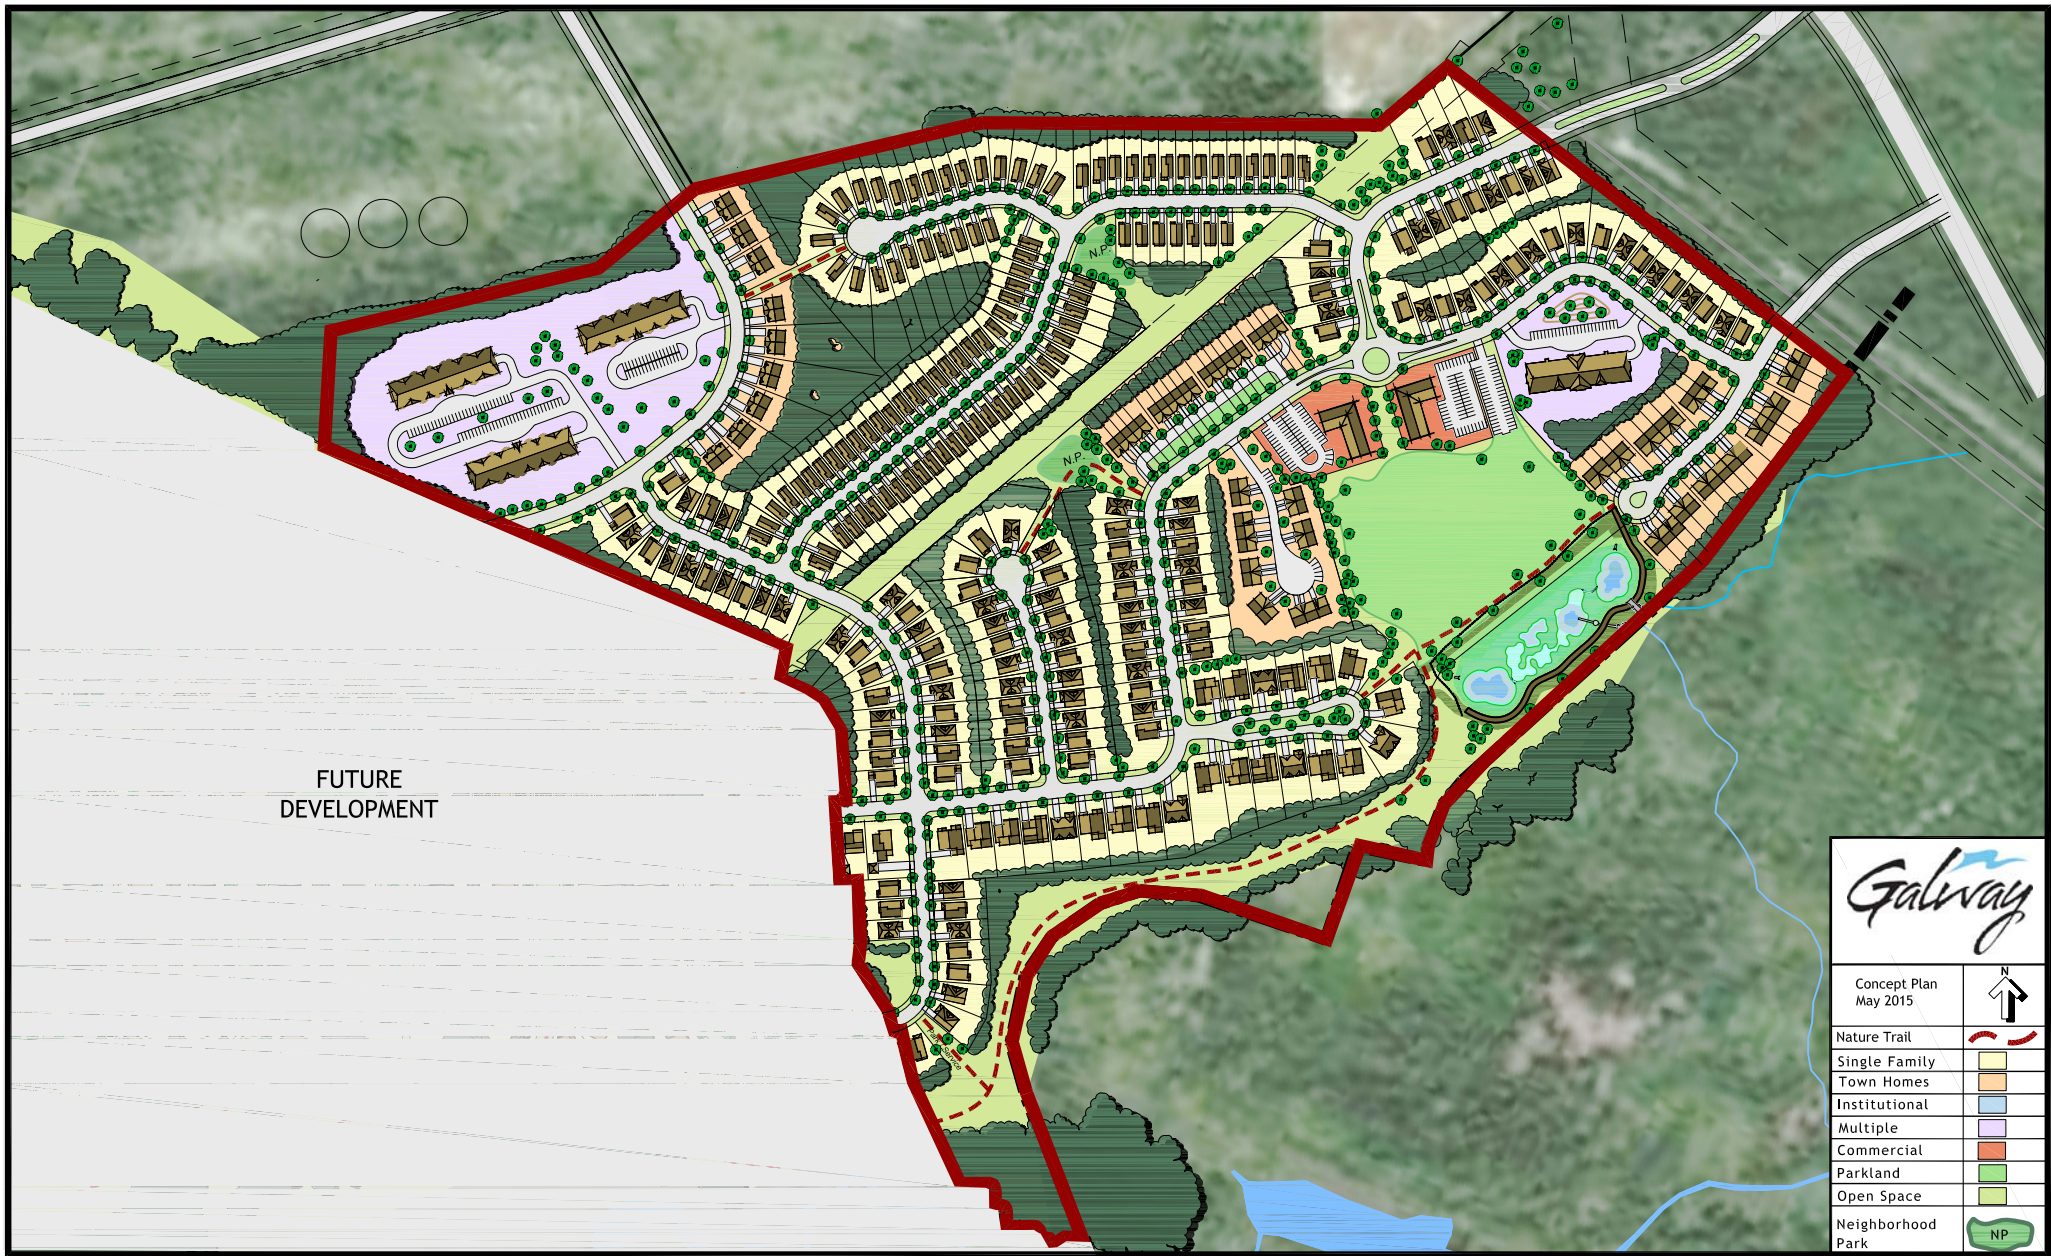 N.P.
N.P.
FUTURE
DEVELOPMENT
Galway
Concept Plan
May 2015
N
Nature Trail
Single Family
Town Homes
Institutional
Multiple
Commercial
Parkland
Open Space
Neighborhood
Park
NP